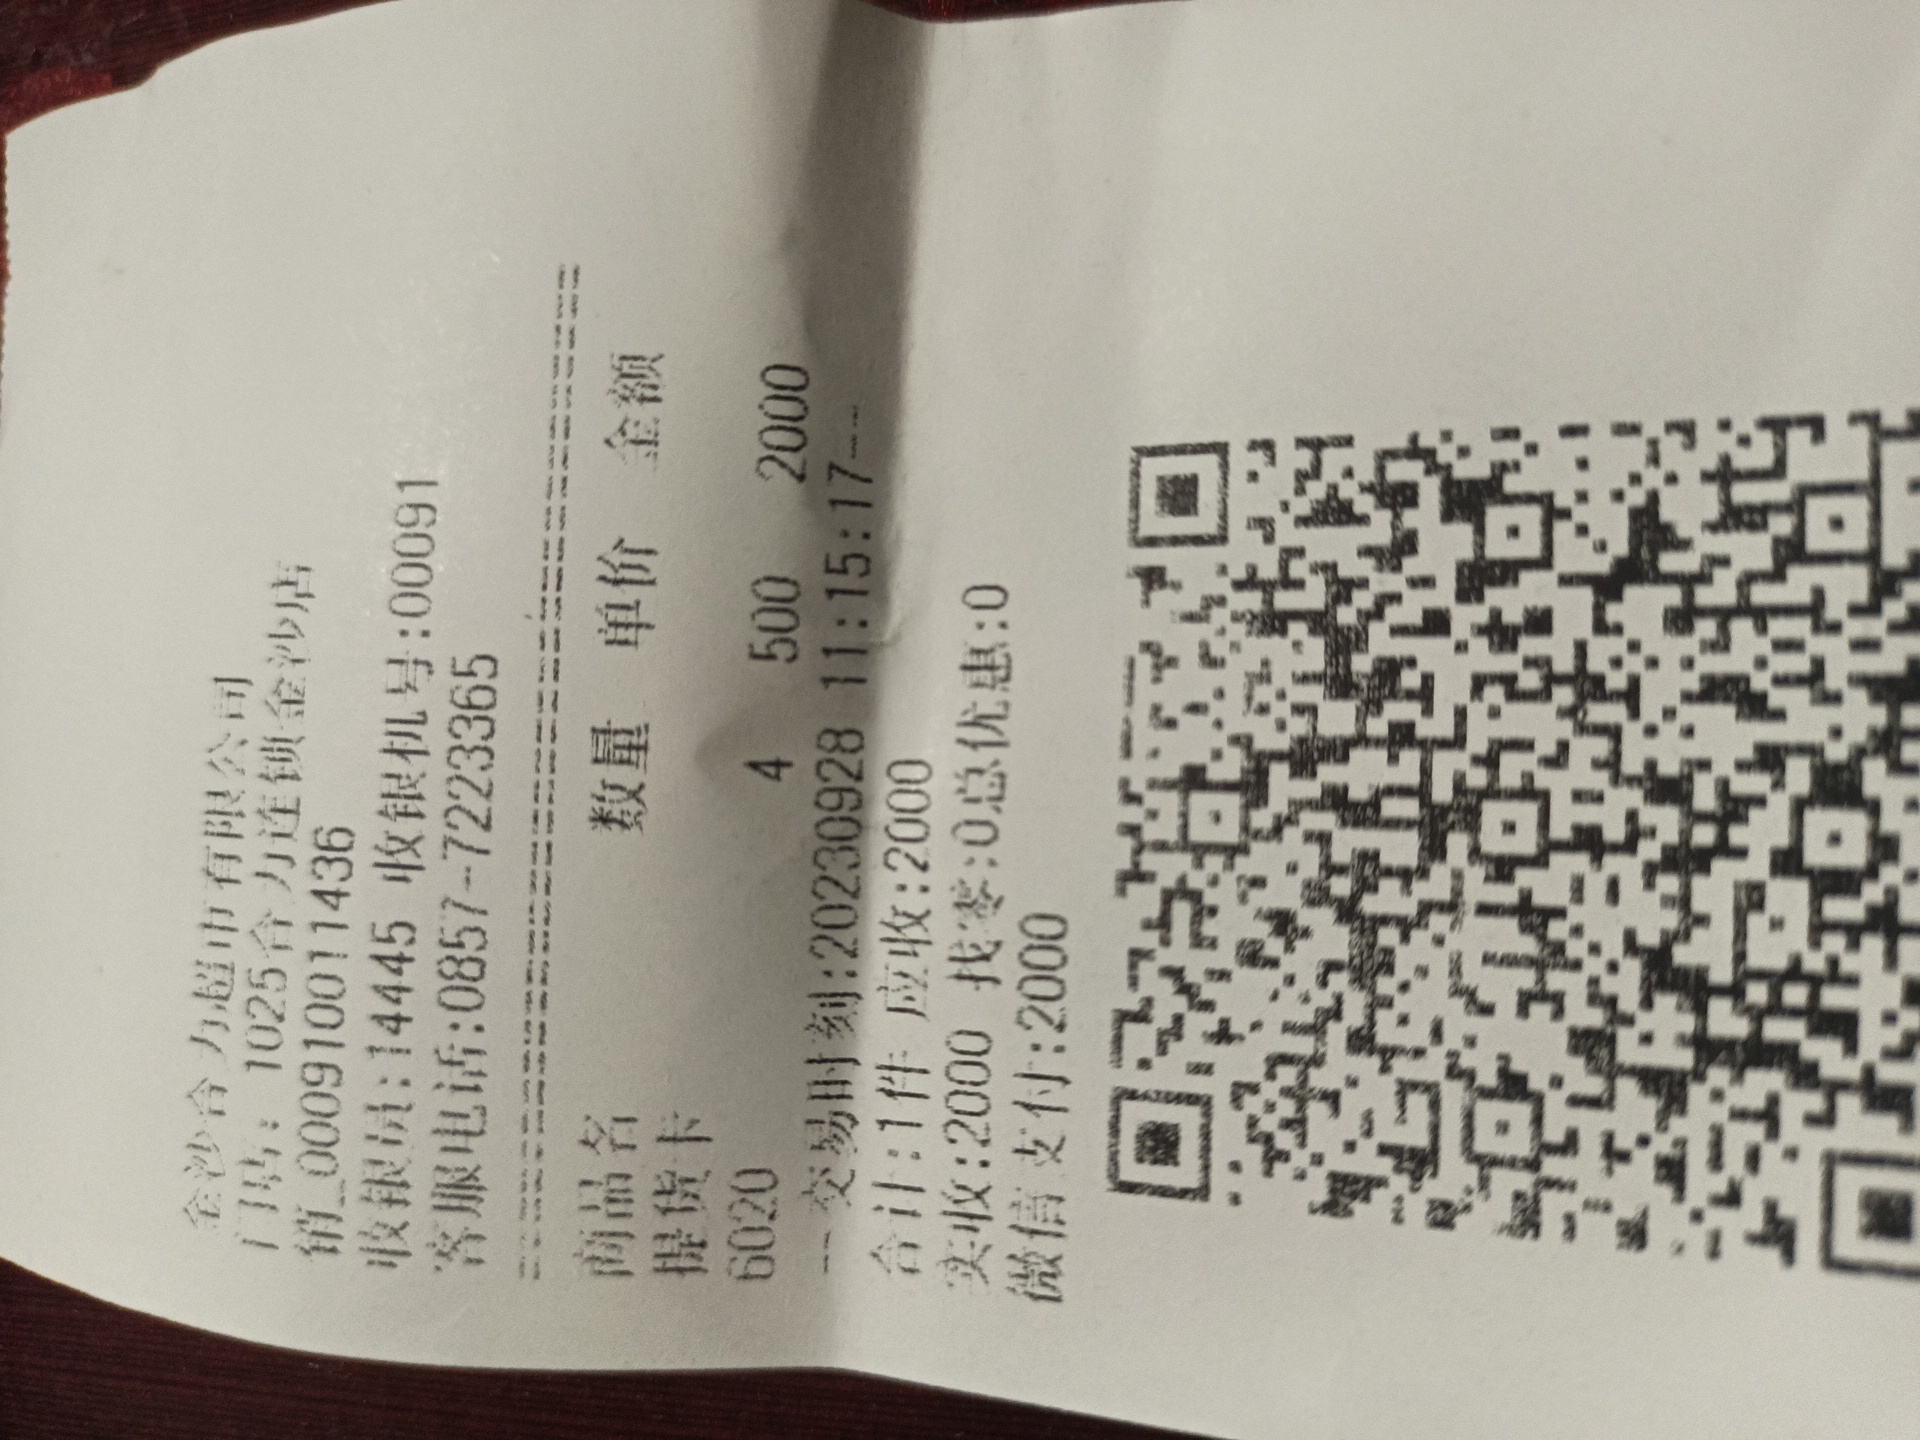 金沙合力超市有限公司
门店: 1025合力连锁金沙店
销_0009100111436
收银员:14445 收银机号:000091
客服电话:0857-7223365
商品名 数量 单价 金额
提货卡
6020 4 500 2000
--交易时刻:20230928 11:15:17---
合计:1件 应收:2000
实收:2000 找零:0总优惠:0
微信支付:2000